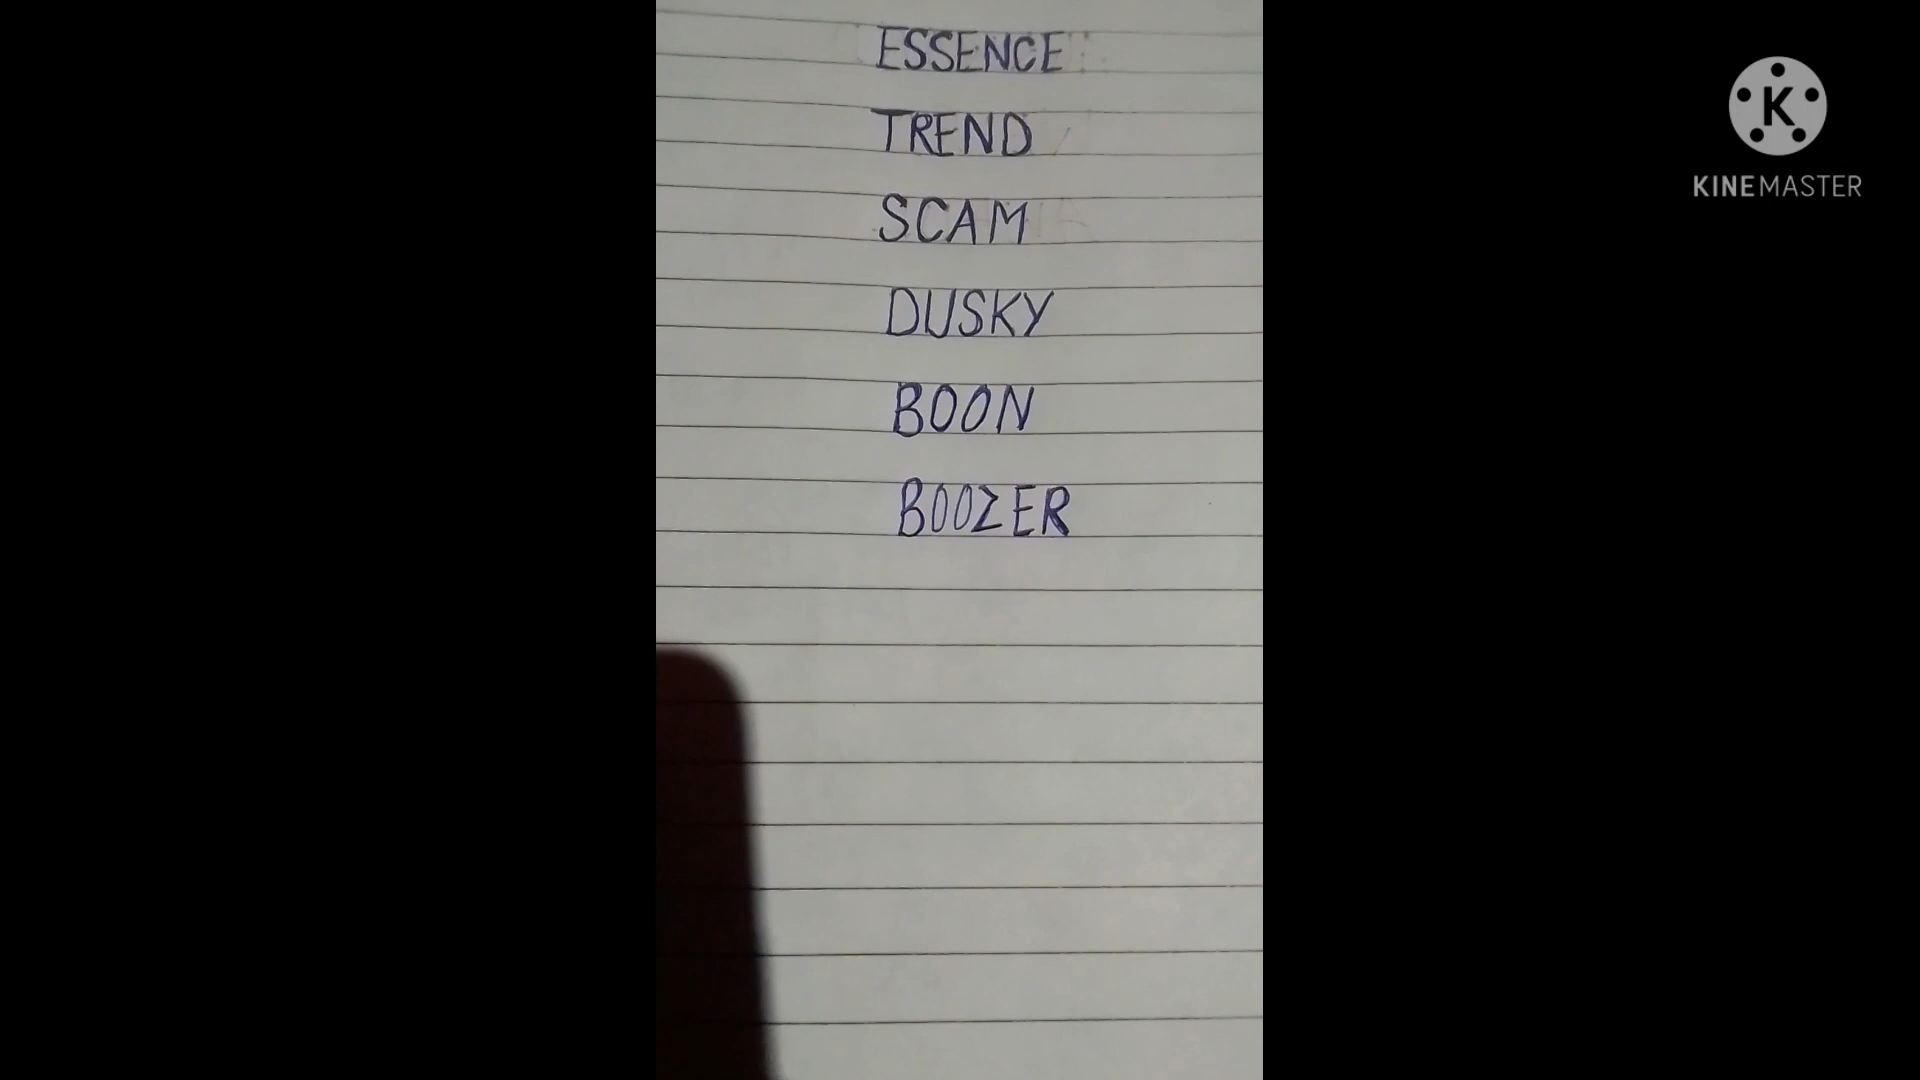 ESSENCE
TREND
SCAM
DUSKY
BOON
BOOZER
KINEMASTER